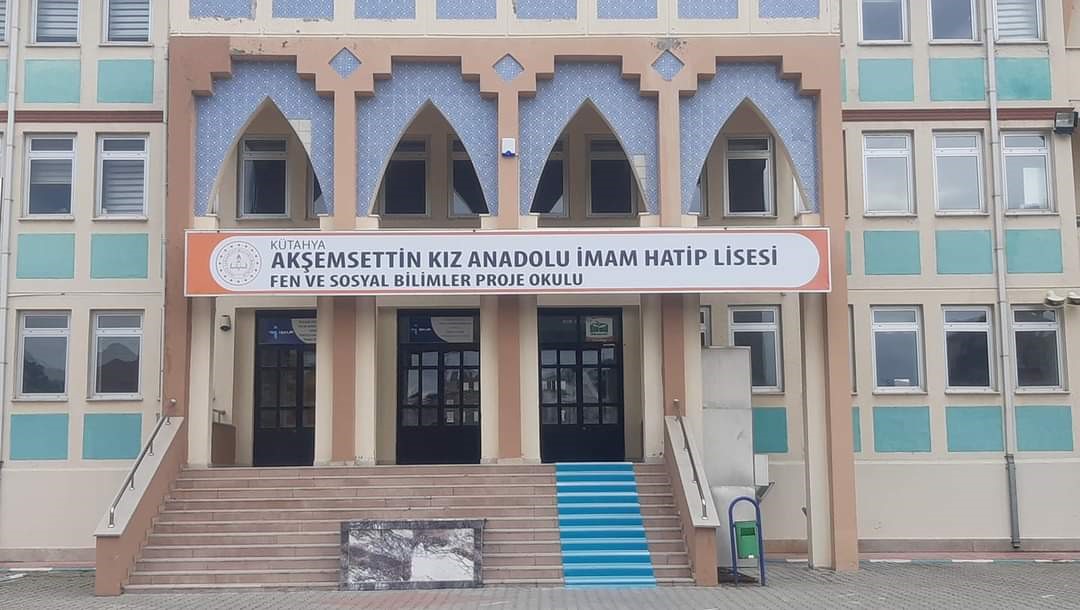 KÜTAHYA
AKŞEMSETTİN KIZ ANADOLU İMAM HATİP LİSESİ
FEN VE SOSYAL BİLİMLER PROJE OKULU